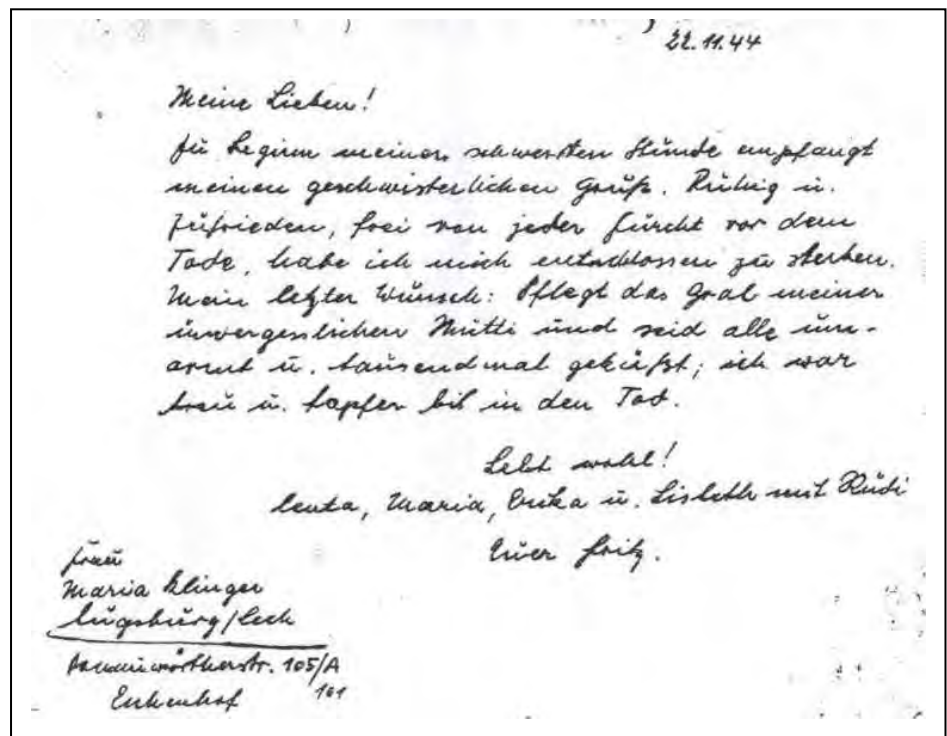 22.11.44
Meine Lieben!
Zu Beginn meiner schwersten Stunde empfangt
meinen geschwisterlichen Gruß. Ruhig u.
zufrieden, frei von jeder Furcht vor dem
Tode, habe ich mich entschlossen zu sterben.
Mein letzter Wunsch: Pflegt das Grab meiner
unvergesslichen Mutti und seid alle um-
armt u. tausendmal geküßt; ich war
treu u. tapfer bis in den Tod.
Lebt wohl!
Maria, Erika u. Lisbeth mit Rudi
Euer Fritz.
Frau
Maria Klinger
Augsburg/Lech
Donauwörtherstr. 105/A
101